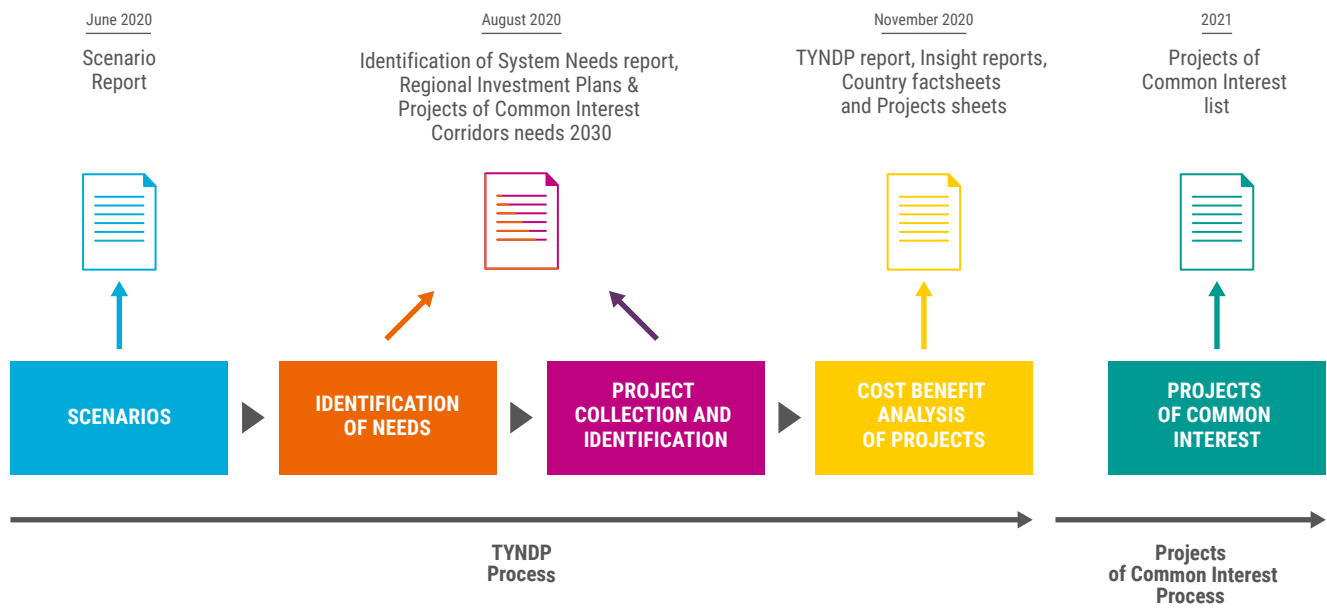 June 2020
Scenario
Report
August 2020
Identification of System Needs report,
Regional Investment Plans &
Projects of Common Interest
Corridors needs 2030
November 2020
TYNDP report, Insight reports,
Country factsheets
and Projects sheets
2021
Projects of
Common Interest
list
SCENARIOS
IDENTIFICATION
OF NEEDS
PROJECT
COLLECTION AND
IDENTIFICATION
COST BENEFIT
ANALYSIS
OF PROJECTS
PROJECTS
OF COMMON
INTEREST
TYNDP
Process
Projects
of Common Interest
Process